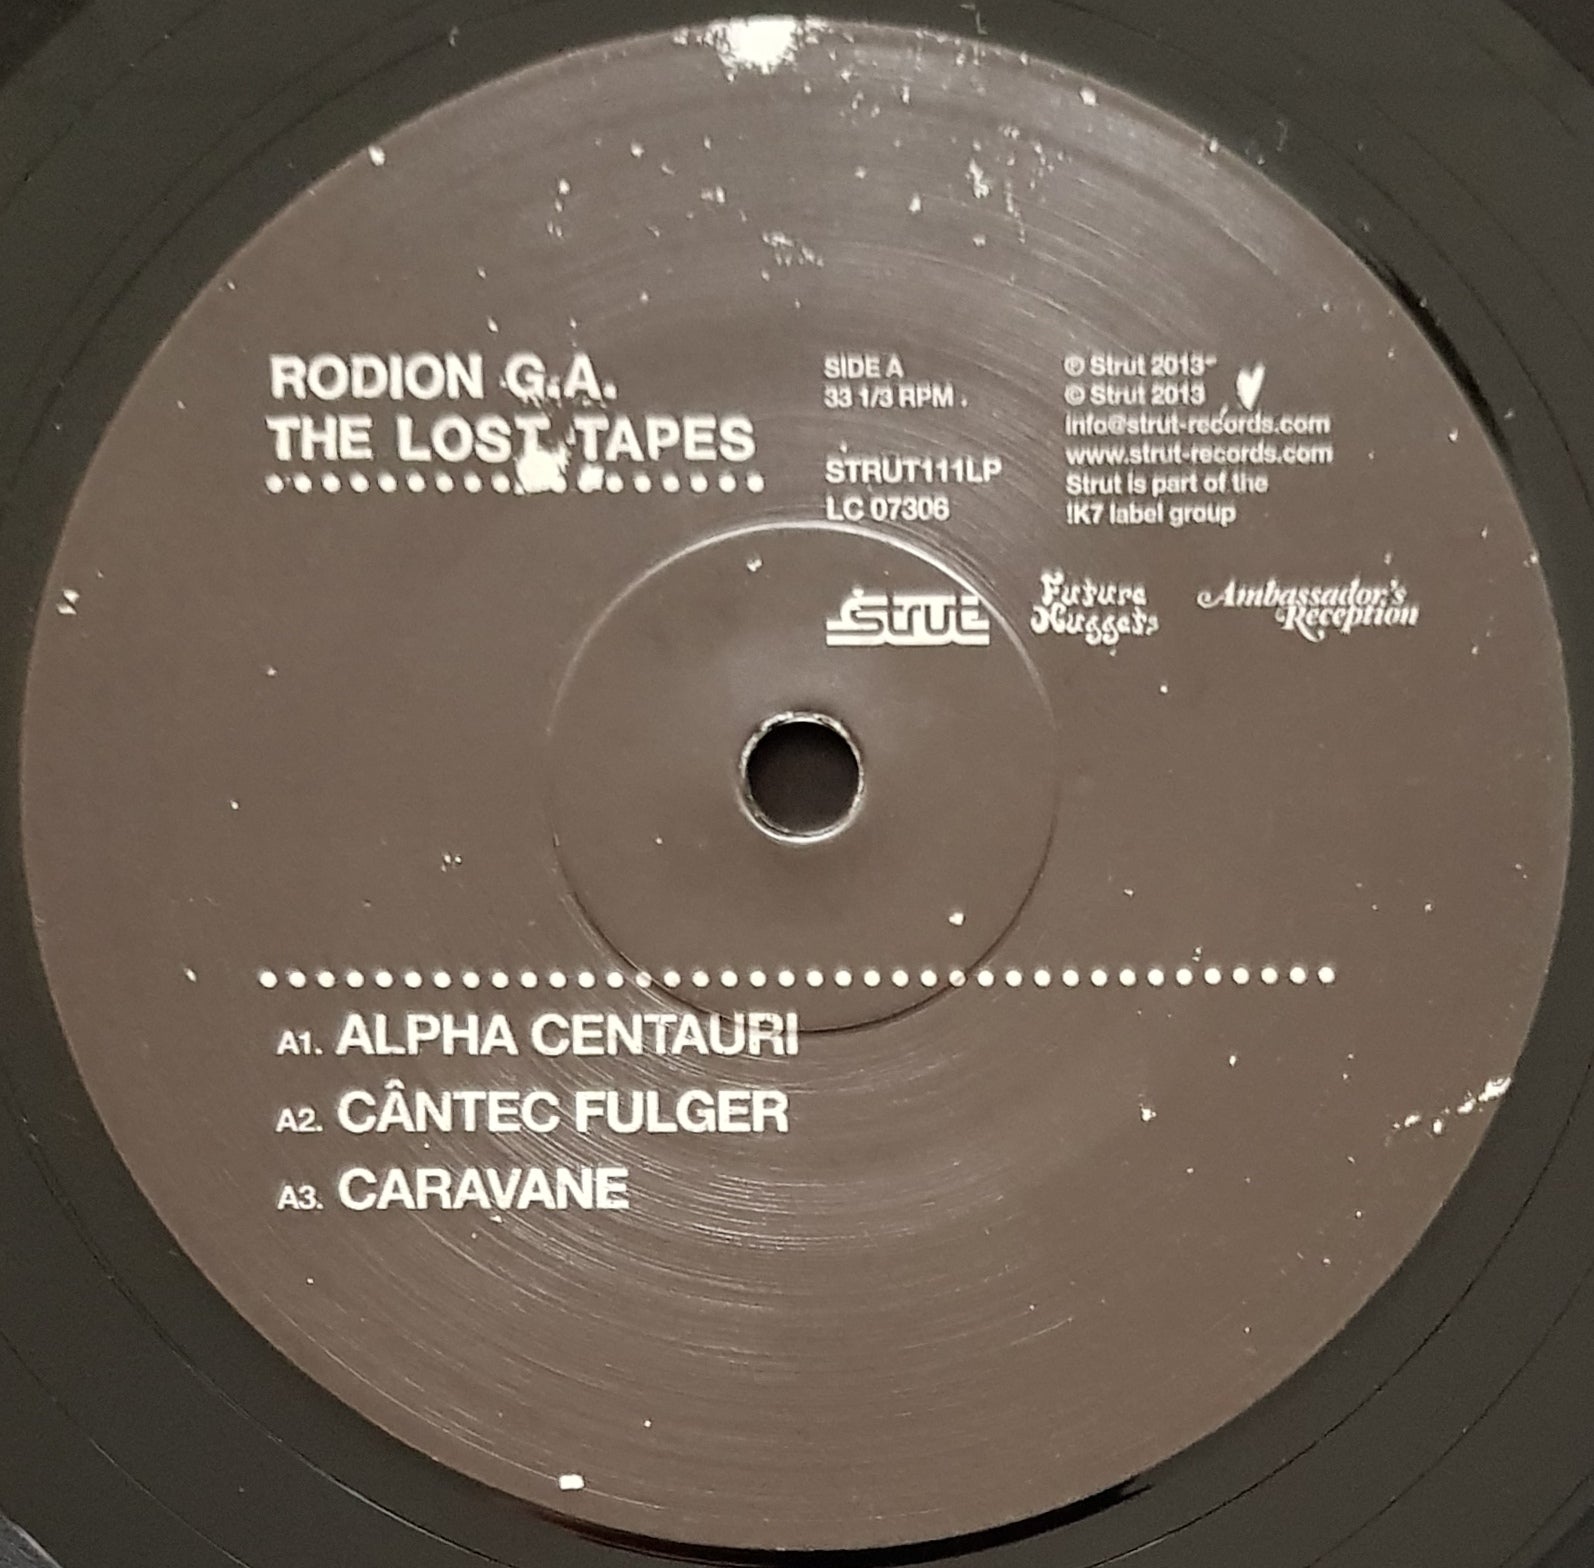 RODION G.A.
THE LOST TAPES
SIDE A
33 1/3 RPM
STRUT111LP
LC 07306
© Strut 2013
© Strut 2013
info@strut-records.com
www.strut-records.com
Strut is part of the
!K7 label group
Strut
Future
Nuggets
Ambassador's
Reception
A1. ALPHA CENTAURI
A2. CÂNTEC FULGER
A3. CARAVANE